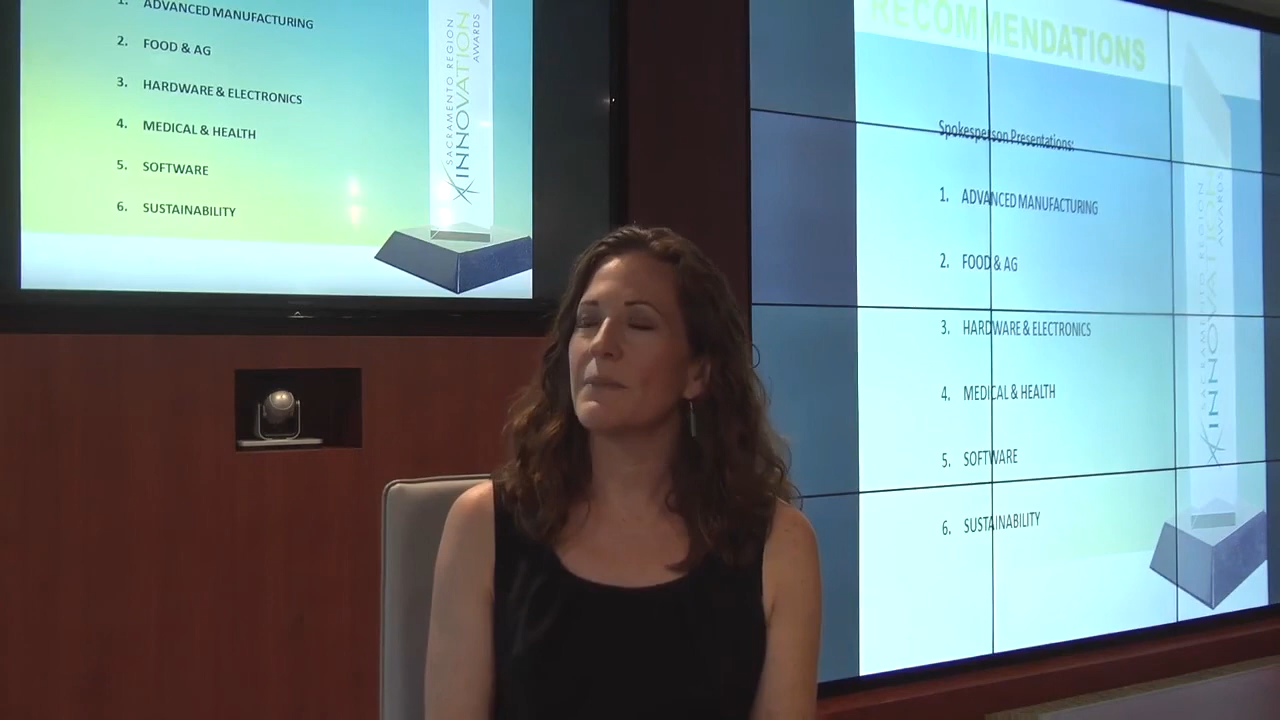 1. ADVANCED MANUFACTURING
2. FOOD & AG
3. HARDWARE & ELECTRONICS
4. MEDICAL & HEALTH
5. SOFTWARE
6. SUSTAINABILITY
SACRAMENTO REGION
INNOVATION
AWARDS
RECOMMENDATIONS
Spokesperson Presentations:
1. ADVANCED MANUFACTURING
2. FOOD & AG
3. HARDWARE & ELECTRONICS
4. MEDICAL & HEALTH
5. SOFTWARE
6. SUSTAINABILITY
SACRAMENTO REGION
INNOVATION
AWARDS